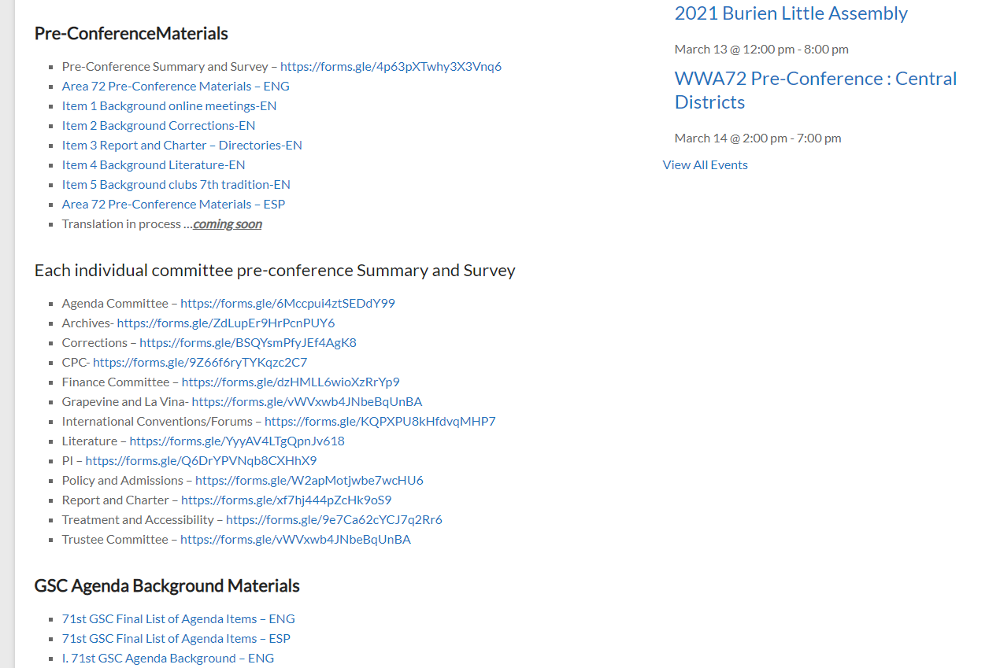 Pre-ConferenceMaterials
Pre-Conference Summary and Survey – https://forms.gle/4p63pXTwhy3X3Vnq6
Area 72 Pre-Conference Materials – ENG
Item 1 Background online meetings-EN
Item 2 Background Corrections-EN
Item 3 Report and Charter – Directories-EN
Item 4 Background Literature-EN
Item 5 Background clubs 7th tradition-EN
Area 72 Pre-Conference Materials – ESP
Translation in process …coming soon
Each individual committee pre-conference Summary and Survey
Agenda Committee – https://forms.gle/6Mccpui4ztSEDdY99
Archives- https://forms.gle/ZdLupEr9HrPcnPUY6
Corrections – https://forms.gle/BSQYsmPfyJEf4AgK8
CPC- https://forms.gle/9Z66f6ryTYKqzc2C7
Finance Committee – https://forms.gle/dzHMLL6wioXzRrYp9
Grapevine and La Vina- https://forms.gle/vWVxwb4JNbeBqUnBA
International Conventions/Forums – https://forms.gle/KQPXPU8kHfdvqMHP7
Literature – https://forms.gle/YyyAV4LTgQpnJv618
PI – https://forms.gle/Q6DrYPVNqb8CXHhX9
Policy and Admissions – https://forms.gle/W2apMotjwbe7wcHU6
Report and Charter – https://forms.gle/xf7hj444pZcHk9oS9
Treatment and Accessibility – https://forms.gle/9e7Ca62cYCJ7q2Rr6
Trustee Committee – https://forms.gle/vWVxwb4JNbeBqUnBA
GSC Agenda Background Materials
71st GSC Final List of Agenda Items – ENG
71st GSC Final List of Agenda Items – ESP
I. 71st GSC Agenda Background – ENG
2021 Burien Little Assembly
March 13 @ 12:00 pm - 8:00 pm
WWA72 Pre-Conference : Central
Districts
March 14 @ 2:00 pm - 7:00 pm
View All Events